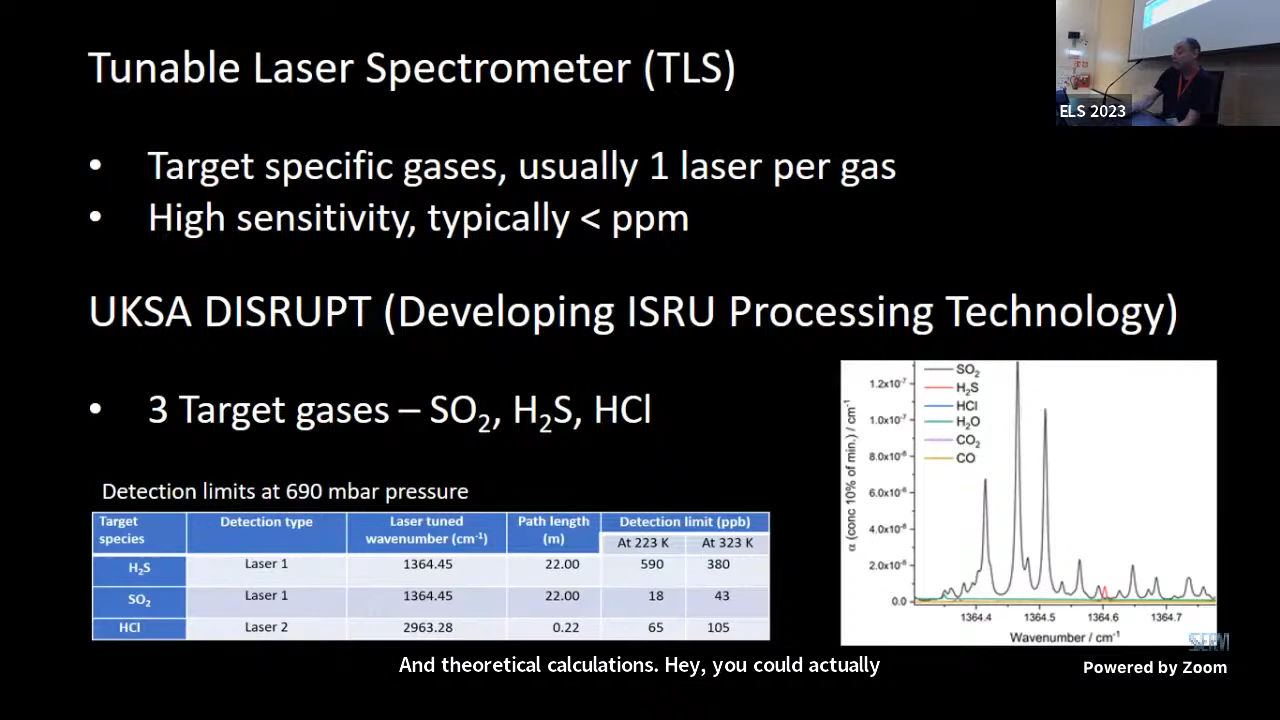 Tunable Laser Spectrometer (TLS)
ELS 2023
• Target specific gases, usually 1 laser per gas
• High sensitivity, typically < ppm
UKSA DISRUPT (Developing ISRU Processing Technology)
• 3 Target gases – SO₂, H₂S, HCl
Detection limits at 690 mbar pressure
Target species Detection type Laser tuned wavenumber (cm⁻¹) Path length (m) Detection limit (ppb)
At 223 K At 323 K
H₂S Laser 1 1364.45 22.00 590 380
SO₂ Laser 1 1364.45 22.00 18 43
HCl Laser 2 2963.28 0.22 65 105
SO₂
H₂S
HCl
H₂O
CO₂
CO
α (conc 10% of min.) / cm⁻¹
1.2x10⁻⁷
1.0x10⁻⁷
8.0x10⁻⁸
6.0x10⁻⁸
4.0x10⁻⁸
2.0x10⁻⁸
0.0
1364.4 1364.5 1364.6 1364.7
Wavenumber / cm⁻¹
And theoretical calculations. Hey, you could actually
Powered by Zoom